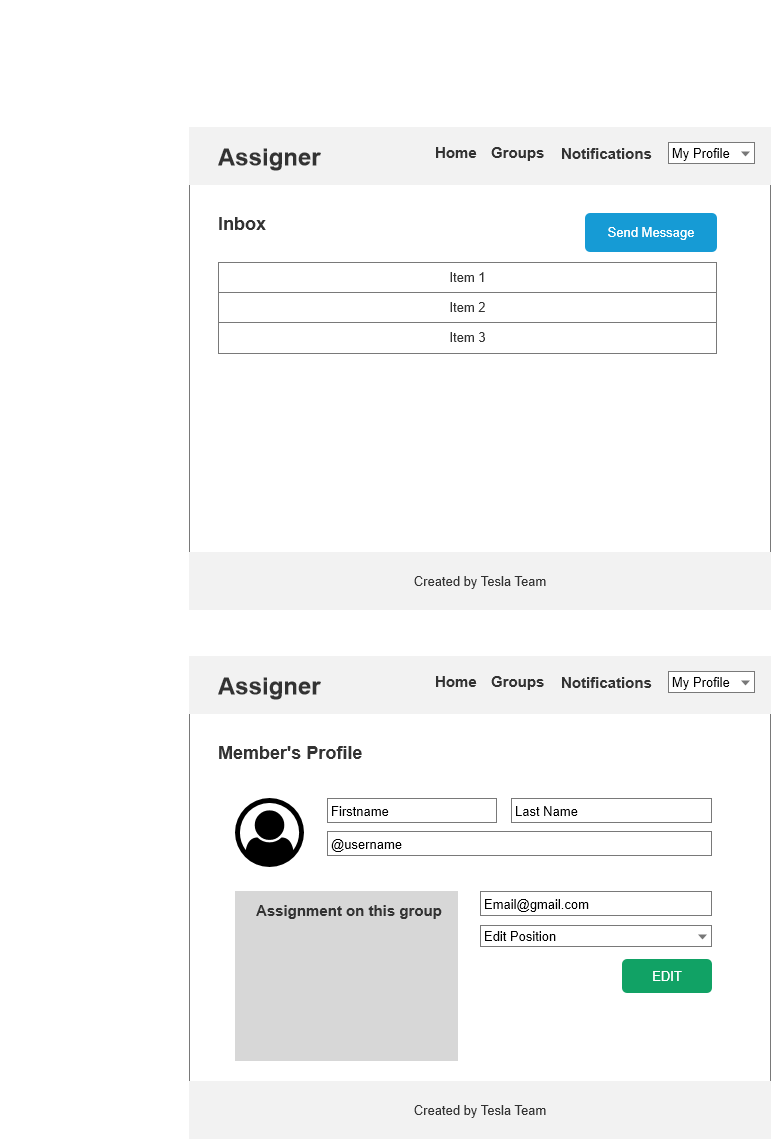 Assigner
Home Groups Notifications My Profile
Inbox
Send Message
Item 1
Item 2
Item 3
Created by Tesla Team
Assigner
Home Groups Notifications My Profile
Member's Profile
Firstname
Last Name
@username
Assignment on this group
Email@gmail.com
Edit Position
EDIT
Created by Tesla Team